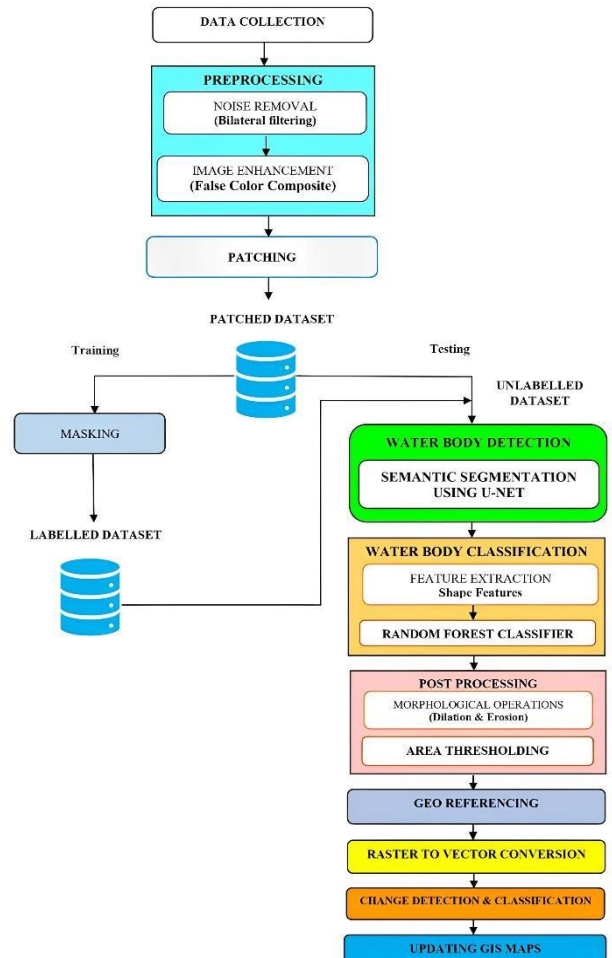 DATA COLLECTION
PREPROCESSING
NOISE REMOVAL
(Bilateral filtering)
IMAGE ENHANCEMENT
(False Color Composite)
PATCHING
PATCHED DATASET
Training
Testing
UNLABELLED
DATASET
MASKING
LABELLED DATASET
WATER BODY DETECTION
SEMANTIC SEGMENTATION
USING U-NET
WATER BODY CLASSIFICATION
FEATURE EXTRACTION
Shape Features
RANDOM FOREST CLASSIFIER
POST PROCESSING
MORPHOLOGICAL OPERATIONS
(Dilation & Erosion)
AREA THRESHOLDING
GEO REFERENCING
RASTER TO VECTOR CONVERSION
CHANGE DETECTION & CLASSIFICATION
UPDATING GIS MAPS